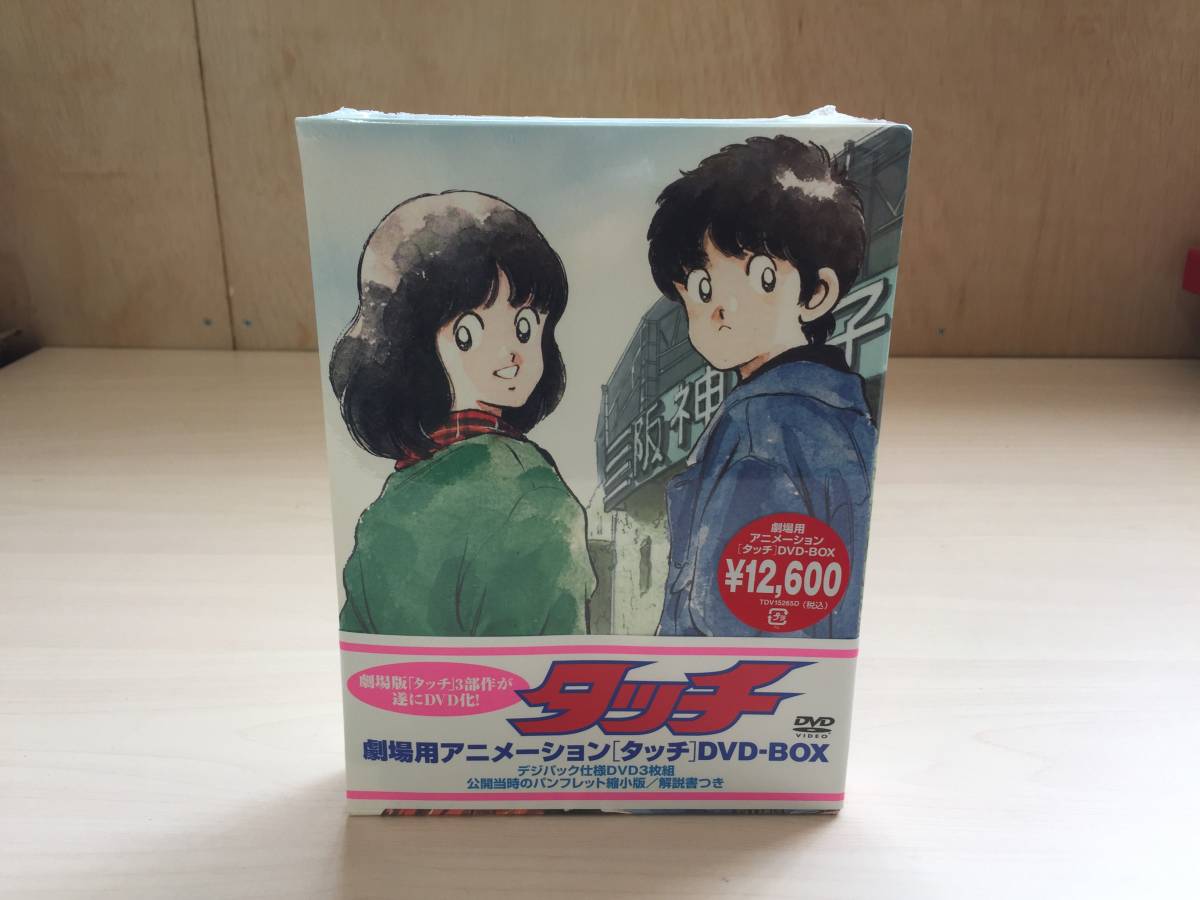 子
阪神
劇場用
アニメーション
[タッチ]DVD-BOX
¥12,600
TDV15265D (税込)
劇場版[タッチ]3部作が
遂にDVD化!
タッチ
DVD
VIDEO
劇場用アニメーション[タッチ]DVD-BOX
デジパック仕様DVD3枚組
公開当時のパンフレット縮小版/解説書つき